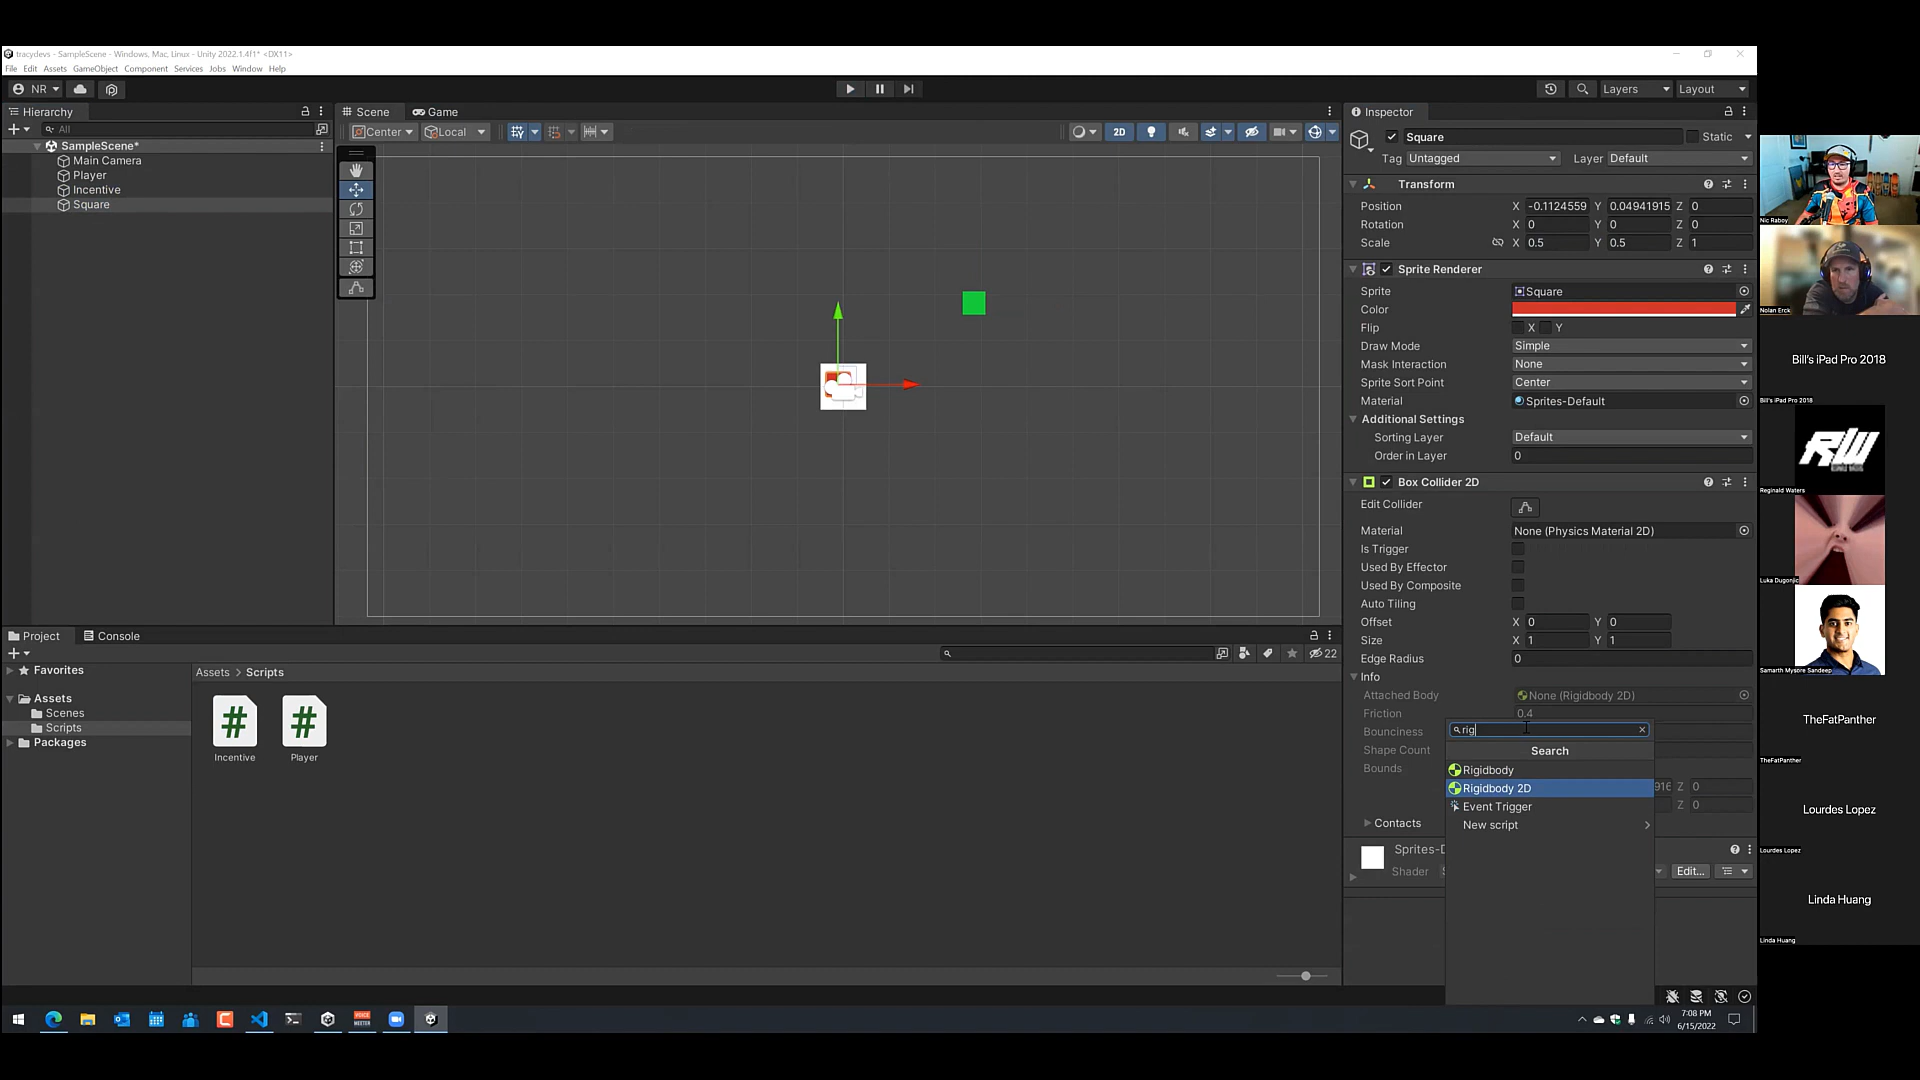 tracydevs - SampleScene - Windows, Mac, Linux - Unity 2022.1.4f1* <DX11>
File Edit Assets GameObject Component Services Jobs Window Help
NR
Layers
Layout
Hierarchy
Scene
Game
Inspector
All
Center
Local
2D
Square
Static
SampleScene*
Main Camera
Player
Incentive
Square
Tag Untagged
Layer Default
Transform
Position X -0.1124559 Y 0.04941915 Z 0
Rotation X 0 Y 0 Z 0
Scale X 0.5 Y 0.5 Z 1
Sprite Renderer
Sprite Square
Color
Flip X Y
Draw Mode Simple
Mask Interaction None
Sprite Sort Point Center
Material Sprites-Default
Additional Settings
Sorting Layer Default
Order in Layer 0
Box Collider 2D
Edit Collider
Material None (Physics Material 2D)
Is Trigger
Used By Effector
Used By Composite
Auto Tiling
Offset X 0 Y 0
Size X 1 Y 1
Edge Radius 0
Info
Attached Body None (Rigidbody 2D)
Friction 0.4
Bounciness
Shape Count
Bounds
Z 0
Z 0
Contacts
rig
Search
Rigidbody
Rigidbody 2D
Event Trigger
New script
Sprites-D
Shader
Edit...
Project
Console
22
Favorites
Assets
Scenes
Scripts
Packages
Assets > Scripts
#
#
Incentive
Player
VOICE
MEETER
7:08 PM
6/15/2022
Nic Raboy
Nolan Erck
Bill's iPad Pro 2018
Bill's iPad Pro 2018
RW
Reginald Waters
Luka Dugonjic
Samarth Mysore Sandeep
TheFatPanther
TheFatPanther
Lourdes Lopez
Lourdes Lopez
Linda Huang
Linda Huang